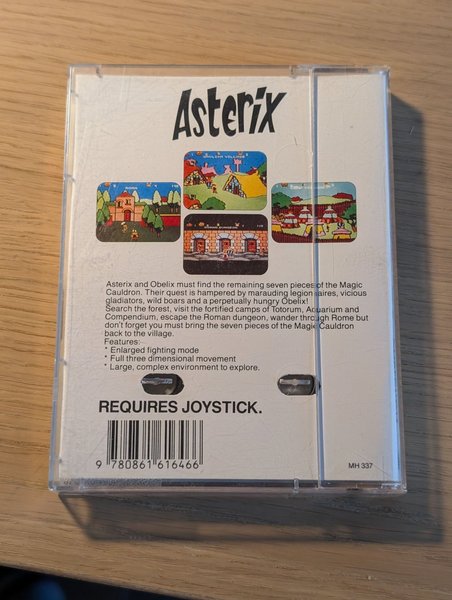 Asterix
GAULISH VILLAGE
Asterix and Obelix must find the remaining seven pieces of the Magic
Cauldron. Their quest is hampered by marauding legionnaires, vicious
gladiators, wild boars and a perpetually hungry Obelix!
Search the forest, visit the fortified camps of Totorum, Aquarium and
Compendium, escape the Roman dungeon, wander through Rome but
don't forget you must bring the seven pieces of the Magic Cauldron
back to the village.
Features:-
* Enlarged fighting mode
* Full three dimensional movement
* Large, complex environment to explore.
REQUIRES JOYSTICK.
9 780861 616466
MH 337